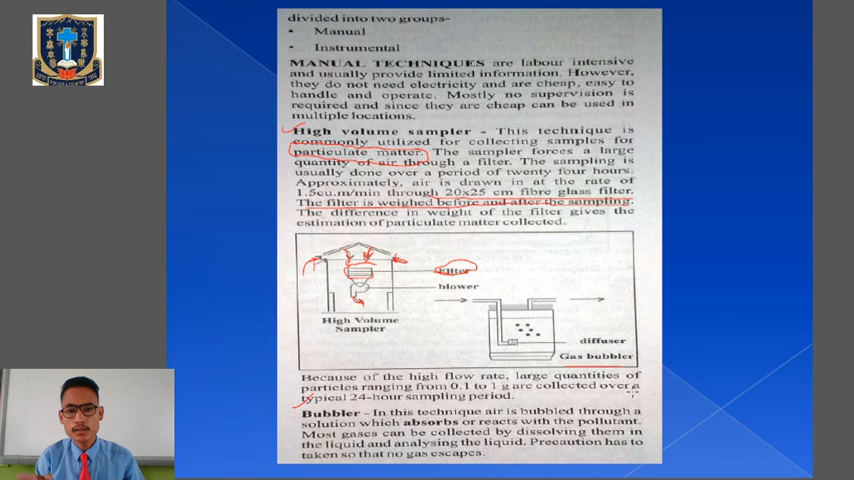 divided into two groups-
• Manual
• Instrumental
MANUAL TECHNIQUES are labour intensive
and usually provide limited information. However,
they do not need electricity and are cheap, easy to
handle and operate. Mostly no supervision is
required and since they are cheap can be used in
multiple locations.
High volume sampler - This technique is
commonly utilized for collecting samples for
particulate matter. The sampler forces a large
quantity of air through a filter. The sampling is
usually done over a period of twenty four hours.
Approximately, air is drawn in at the rate of
1.5cu.m/min through 20x25 cm fibre glass filter.
The filter is weighed before and after the sampling.
The difference in weight of the filter gives the
estimation of particulate matter collected.
Filter
blower
High Volume
Sampler
diffuser
Gas bubbler
Because of the high flow rate, large quantities of
particles ranging from 0.1 to 1 g are collected over a
typical 24-hour sampling period.
Bubbler - In this technique air is bubbled through a
solution which absorbs or reacts with the pollutant.
Most gases can be collected by dissolving them in
the liquid and analysing the liquid. Precaution has to
taken so that no gas escapes.